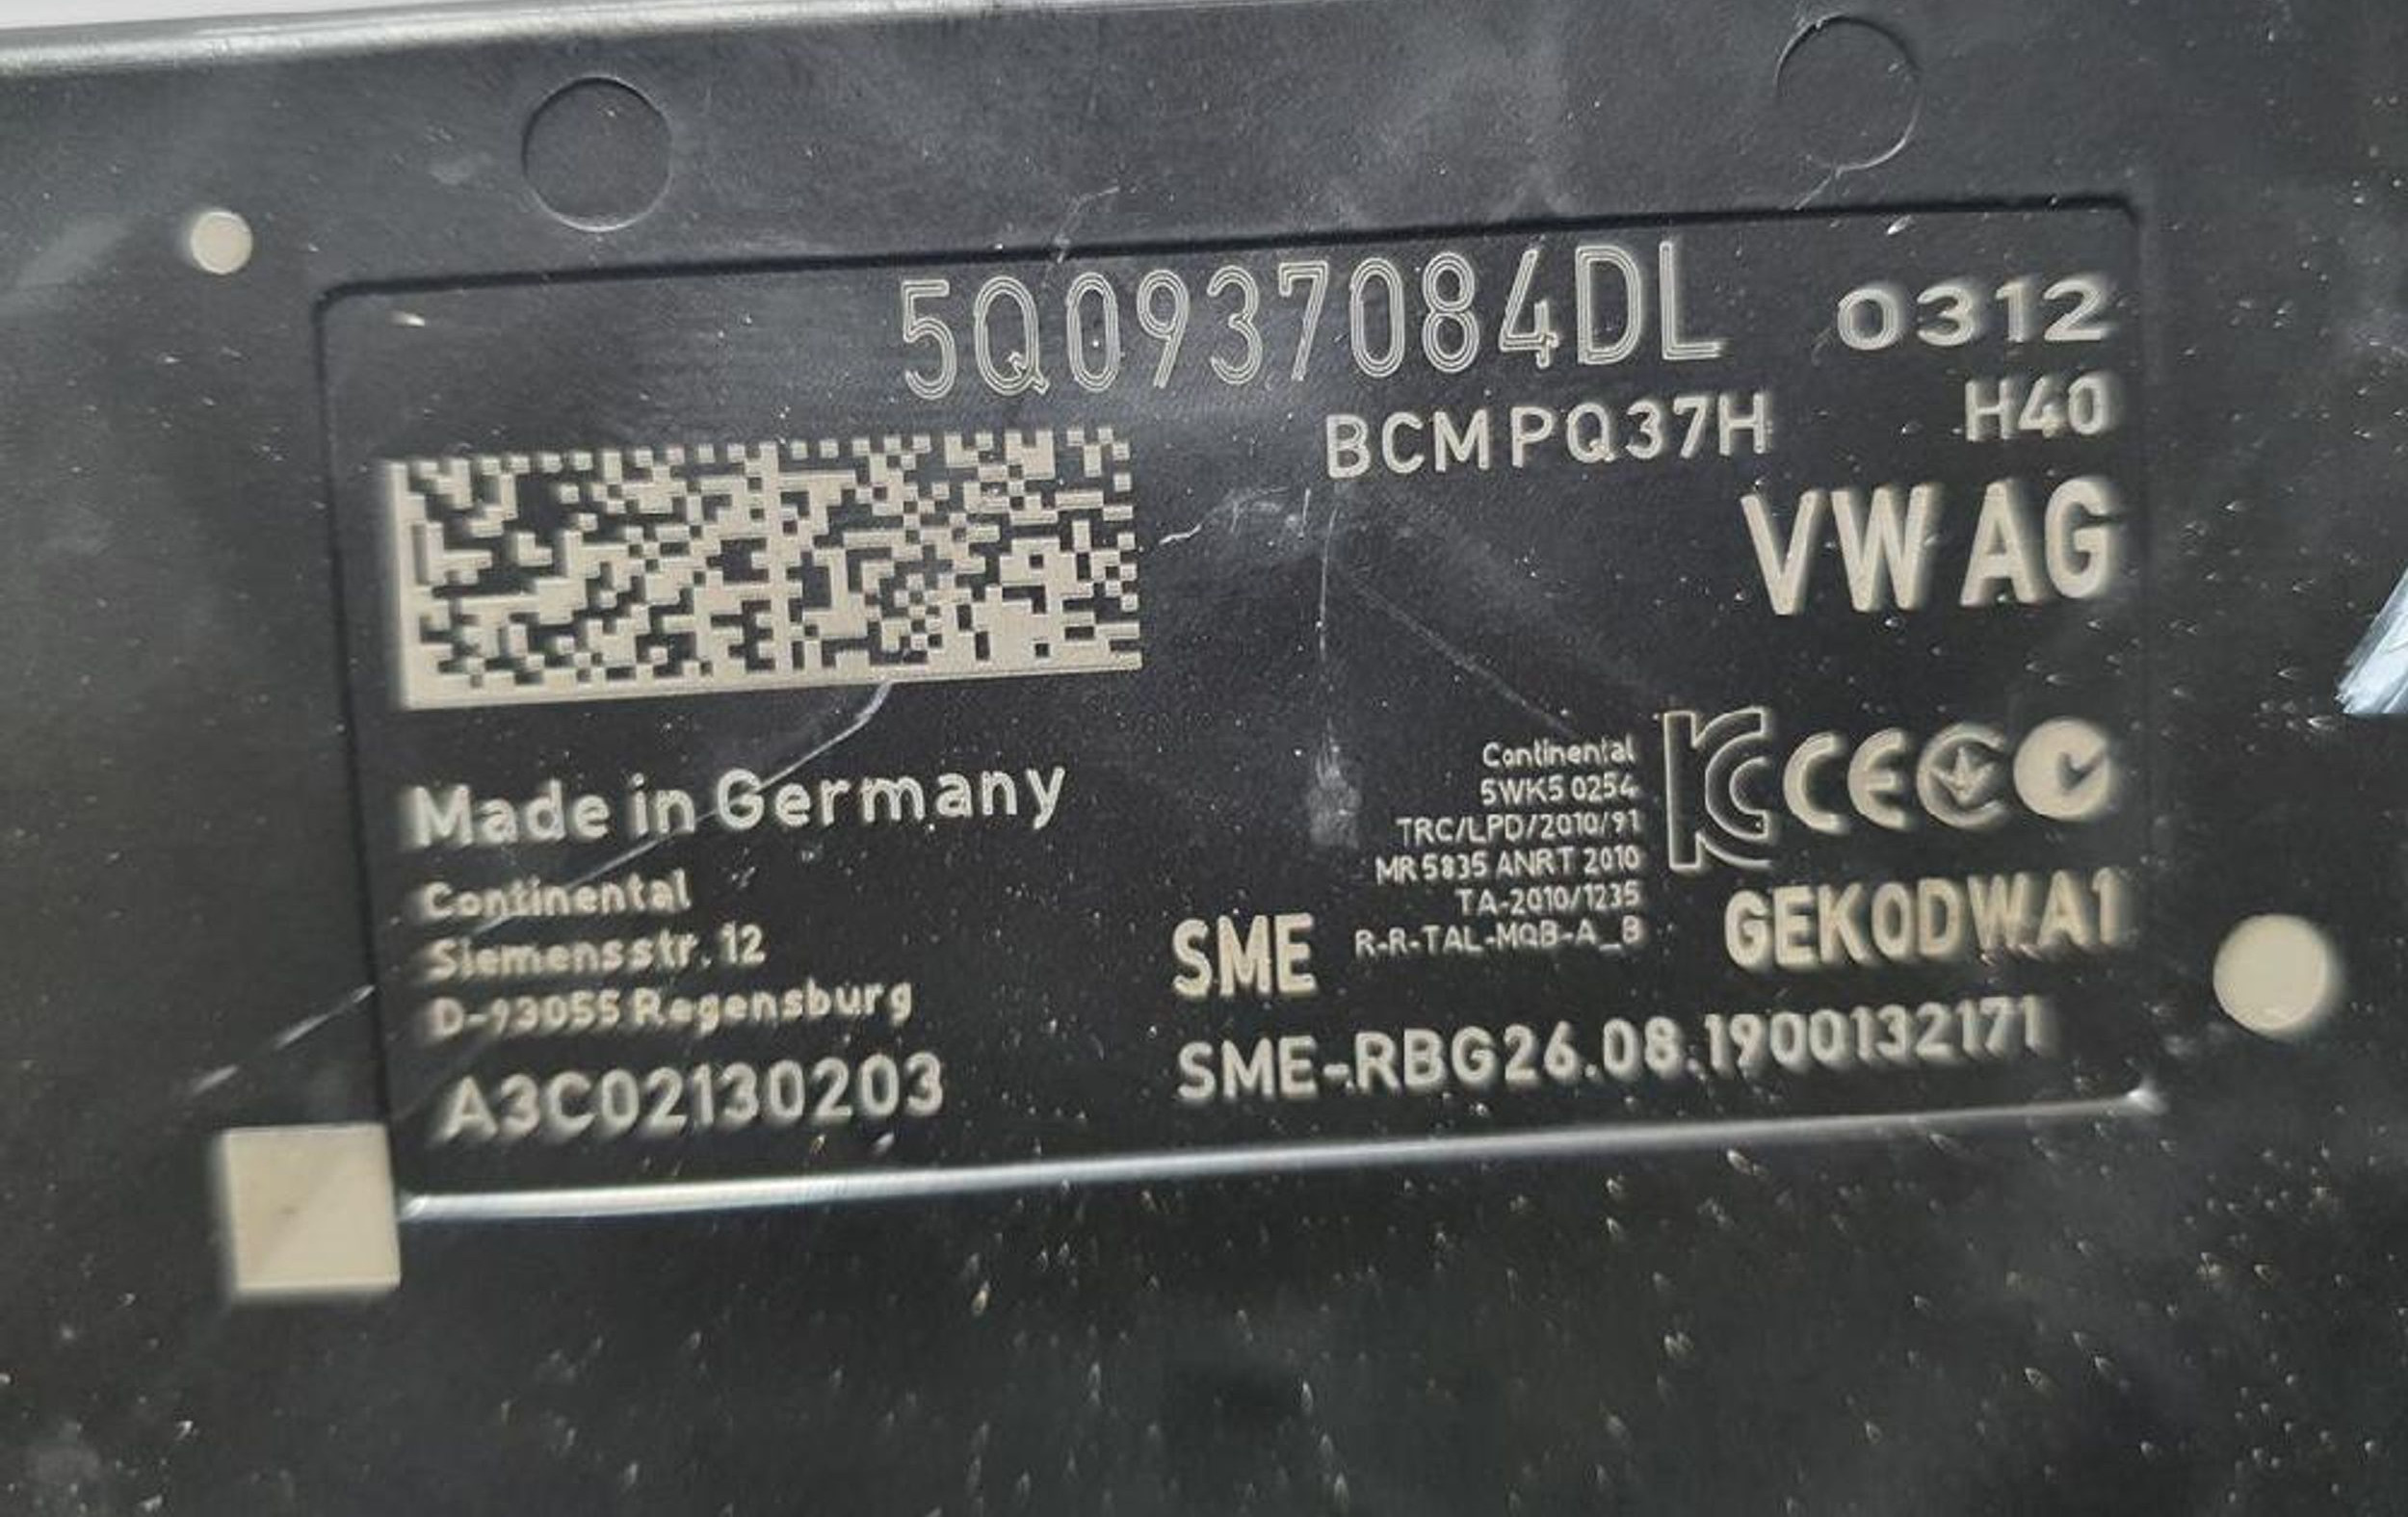 5Q0937084DL 0312
BCM PQ37H H40
VW AG
Made in Germany
Continental
Siemensstr. 12
D-93055 Regensburg
A3C02130203
Continental
5WK5 0254
TRC/LPD/2010/91
MR 5835 ANRT 2010
TA-2010/1235
R-R-TAL-MQB-A_B
CE
SME
GEK0DWA1
SME-RBG26.08.1900132171